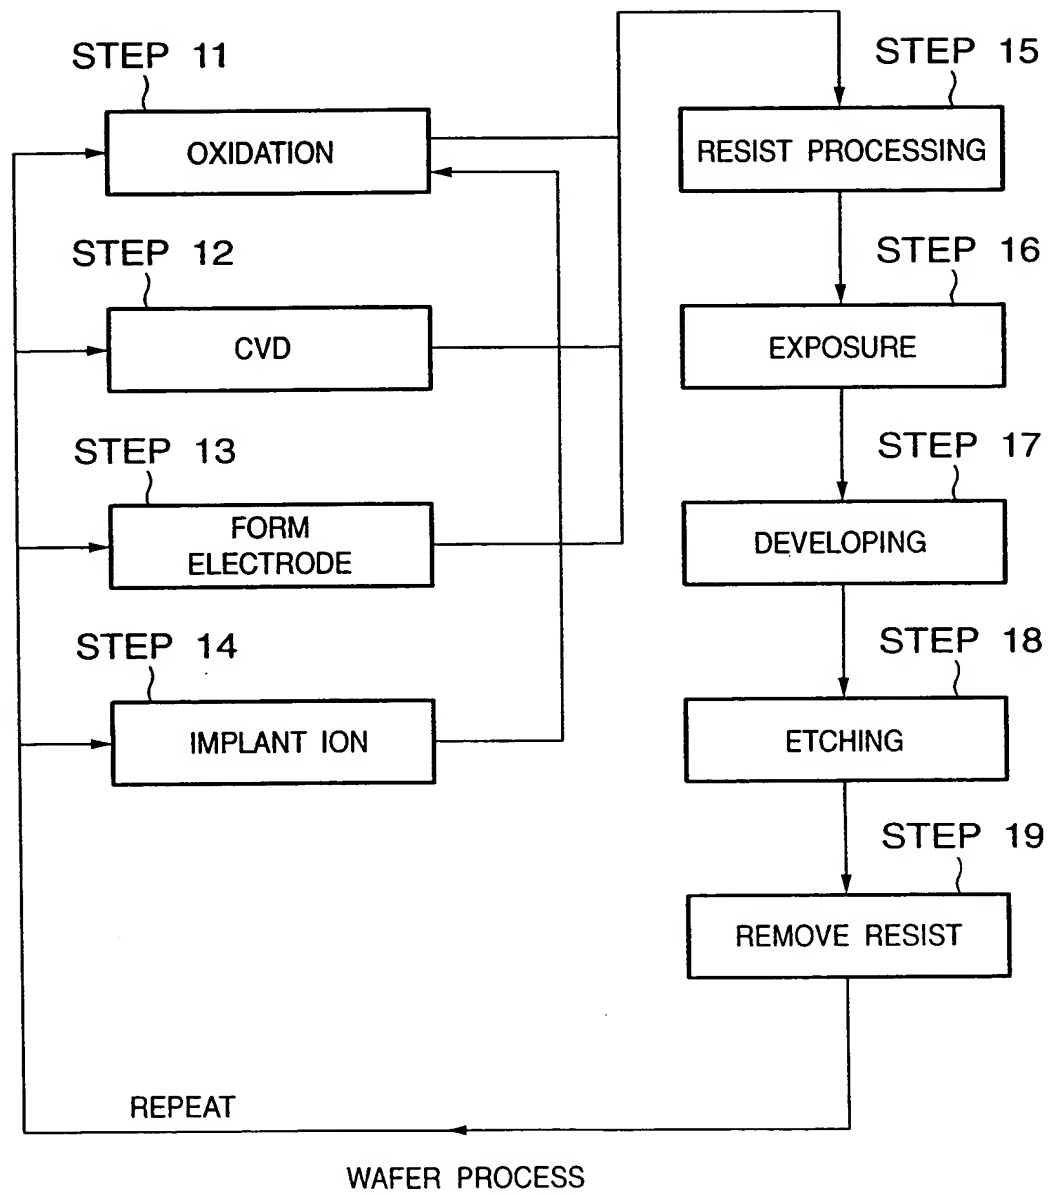 STEP 11
OXIDATION
STEP 12
CVD
STEP 13
FORM
ELECTRODE
STEP 14
IMPLANT ION
STEP 15
RESIST PROCESSING
STEP 16
EXPOSURE
STEP 17
DEVELOPING
STEP 18
ETCHING
STEP 19
REMOVE RESIST
REPEAT
WAFER PROCESS